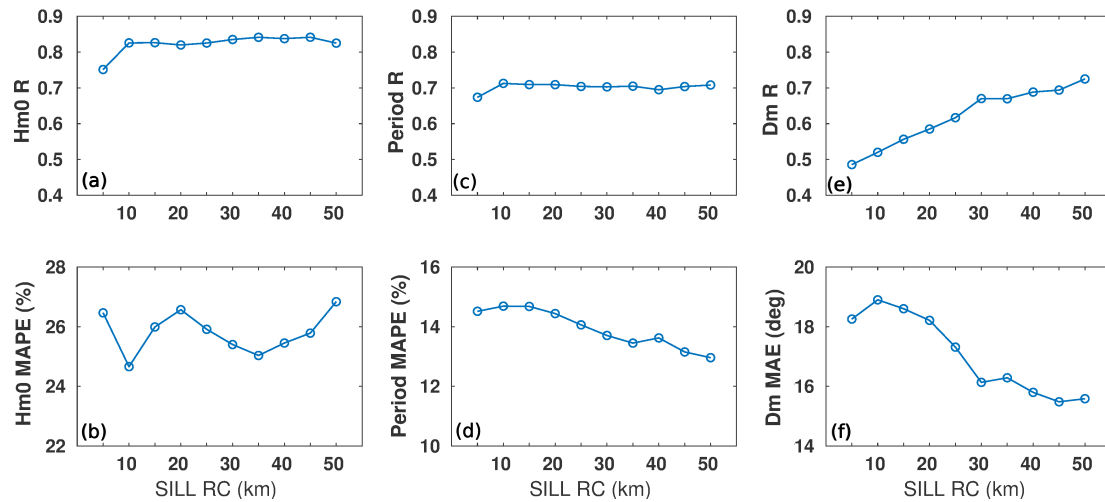 0.9
0.8
0.7
0.6
0.5
0.4
Hm0 R
(a)
10 20 30 40 50
0.9
0.8
0.7
0.6
0.5
0.4
Period R
(c)
10 20 30 40 50
0.9
0.8
0.7
0.6
0.5
0.4
Dm R
(e)
10 20 30 40 50
28
26
24
22
Hm0 MAPE (%)
(b)
10 20 30 40 50
SILL RC (km)
16
14
12
10
Period MAPE (%)
(d)
10 20 30 40 50
SILL RC (km)
20
18
16
14
Dm MAE (deg)
(f)
10 20 30 40 50
SILL RC (km)